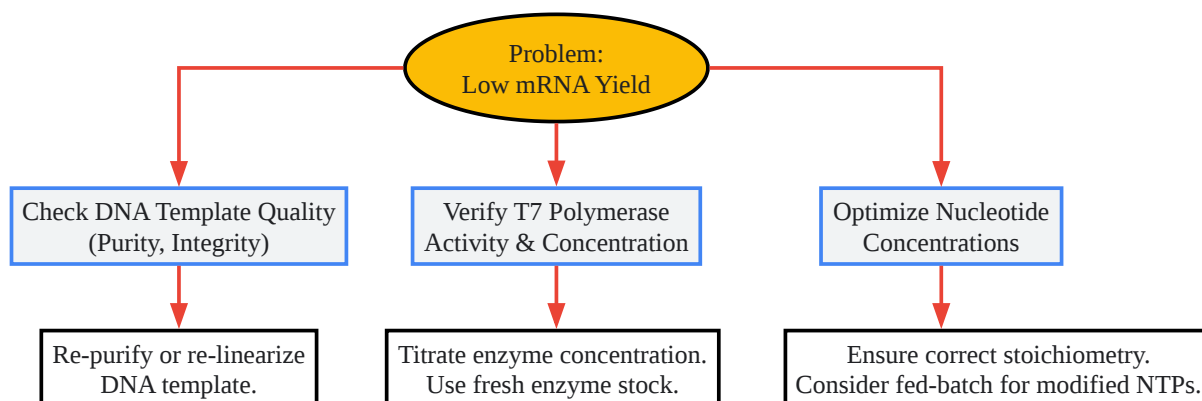 Problem:
Low mRNA Yield
Check DNA Template Quality
(Purity, Integrity)
Verify T7 Polymerase
Activity & Concentration
Optimize Nucleotide
Concentrations
Re-purify or re-linearize
DNA template.
Titrate enzyme concentration.
Use fresh enzyme stock.
Ensure correct stoichiometry.
Consider fed-batch for modified NTPs.